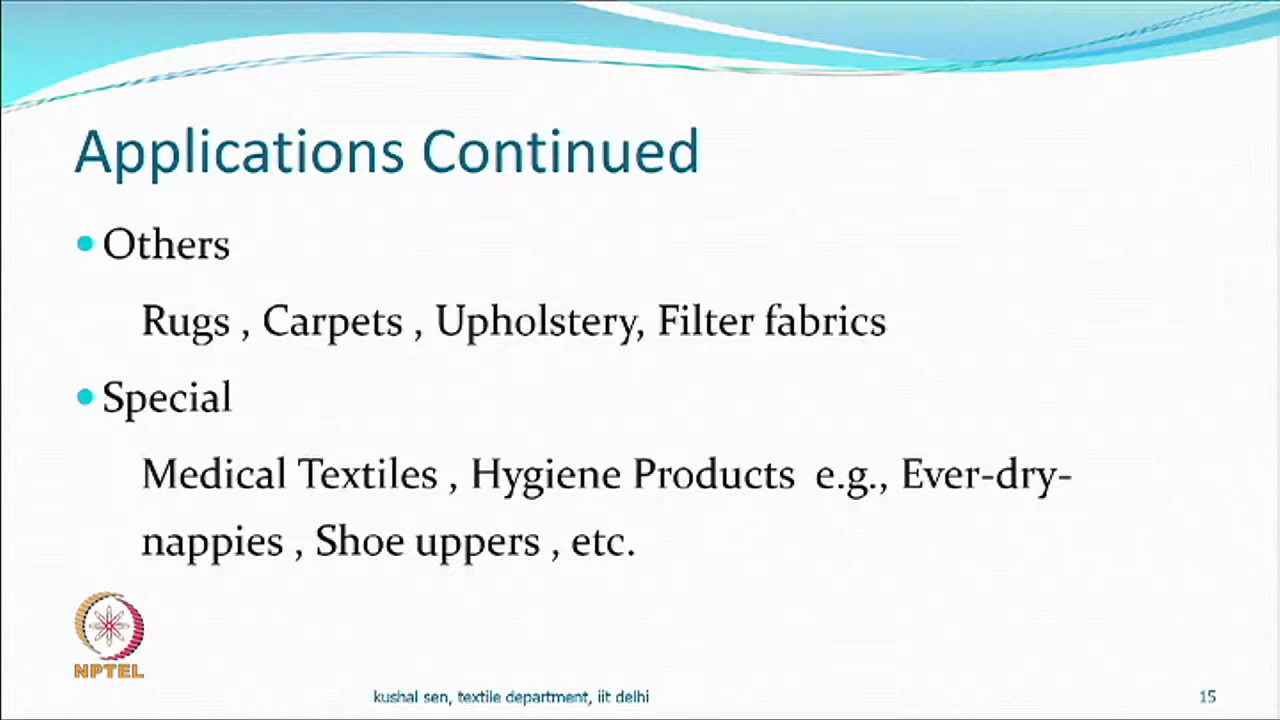 Applications Continued
Others
Rugs , Carpets , Upholstery, Filter fabrics
Special
Medical Textiles , Hygiene Products e.g., Ever-dry-
nappies , Shoe uppers , etc.
NPTEL
kushal sen, textile department, iit delhi
15